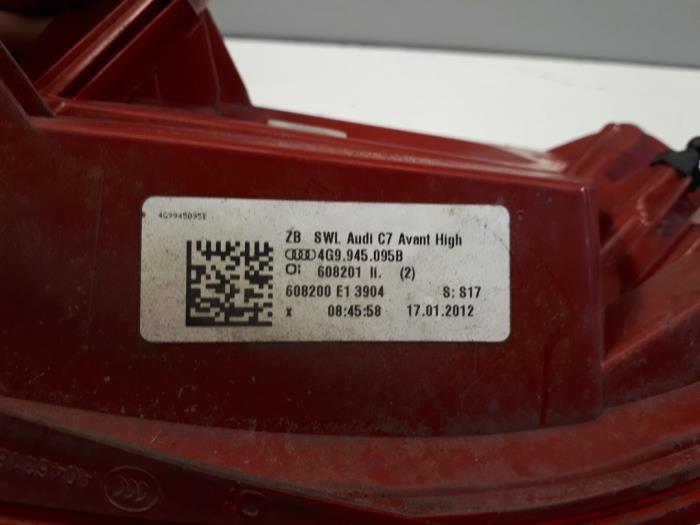 4G9945095B
ZB SWL Audi C7 Avant High
4G9.945.095B
O: 608201 li. (2)
608200 E1 3904 S: S17
x 08:45:58 17.01.2012